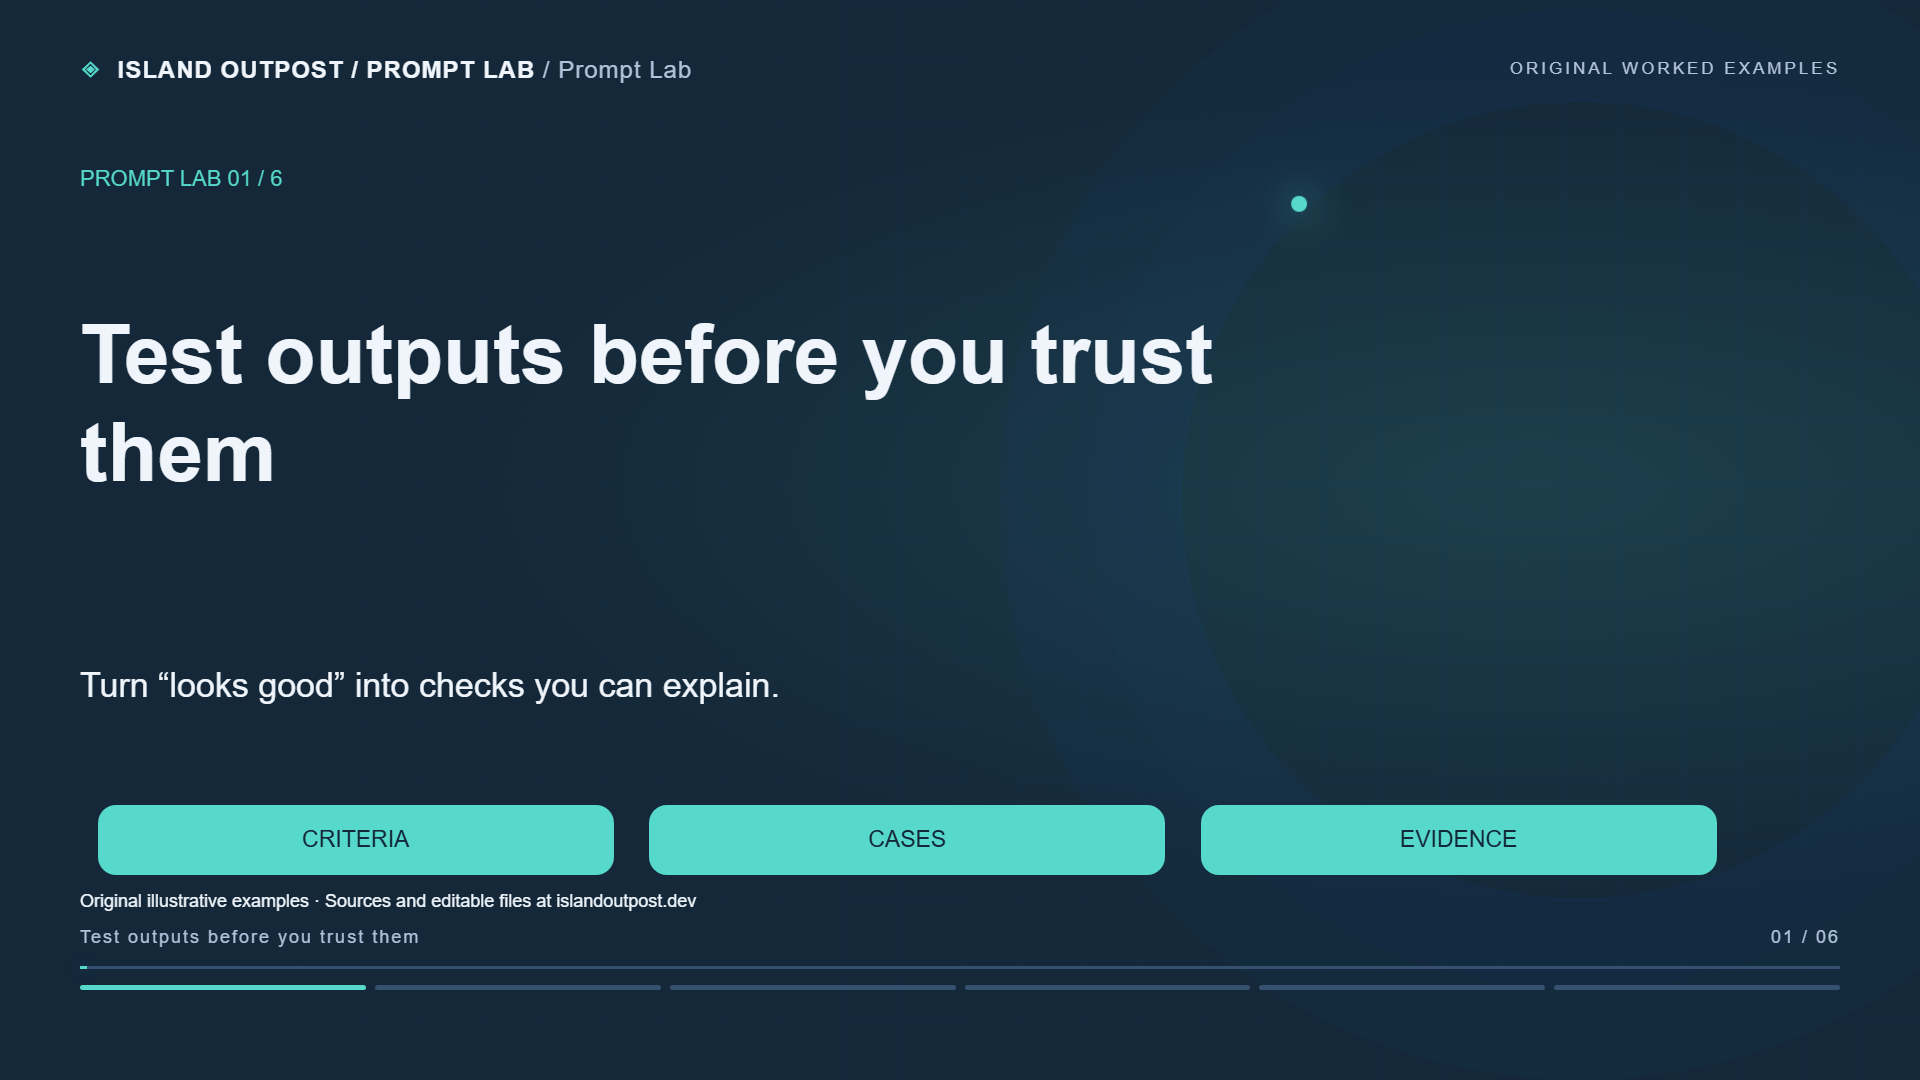 ISLAND OUTPOST / PROMPT LAB / Prompt Lab
ORIGINAL WORKED EXAMPLES
PROMPT LAB 01 / 6
Test outputs before you trust
them
Turn “looks good” into checks you can explain.
CRITERIA
CASES
EVIDENCE
Original illustrative examples · Sources and editable files at islandoutpost.dev
Test outputs before you trust them
01 / 06